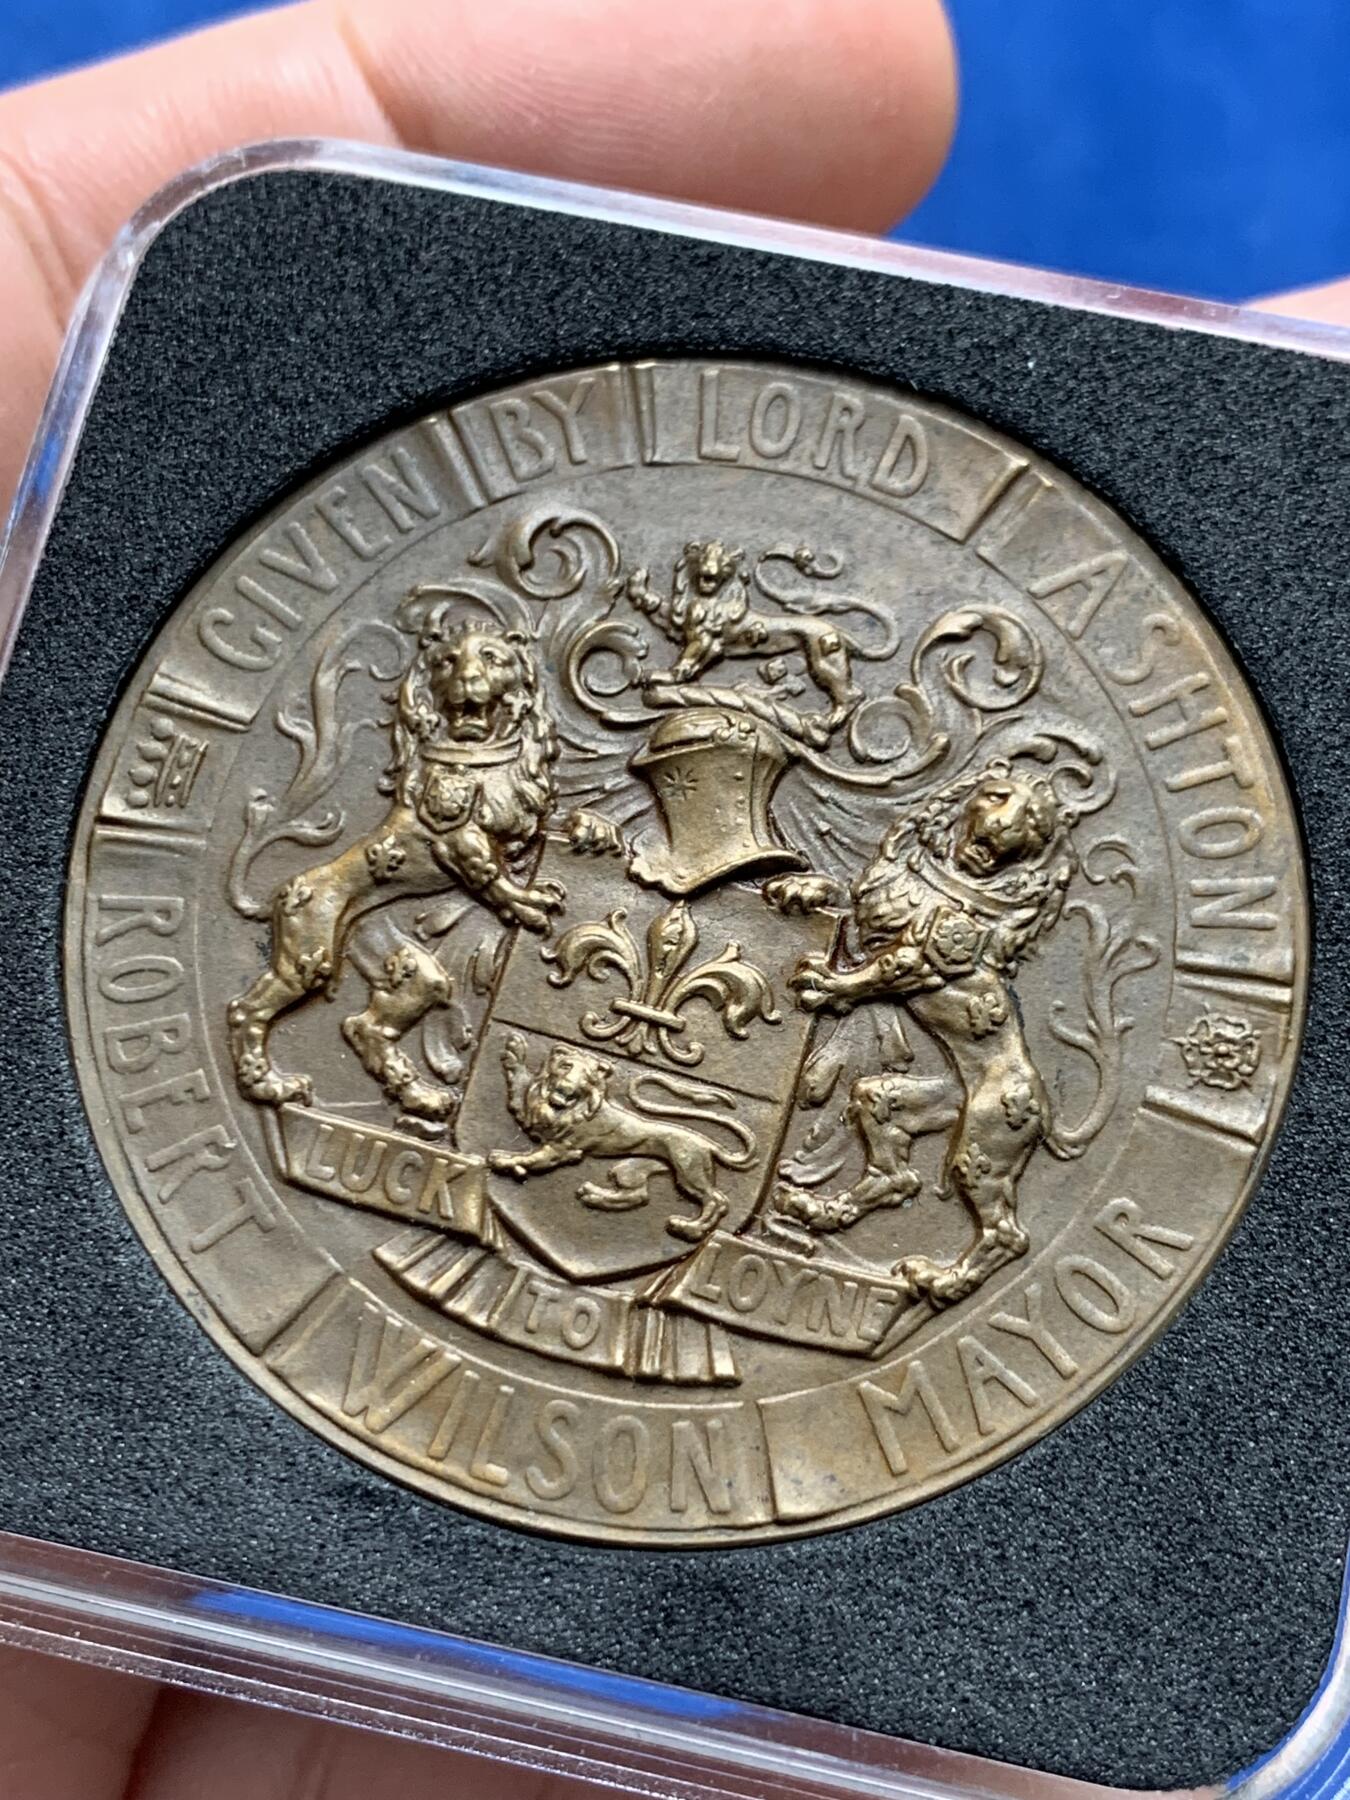 GIVEN BY LORD ASHTON
ROBERT WILSON MAYOR
LUCK TO LOYNE